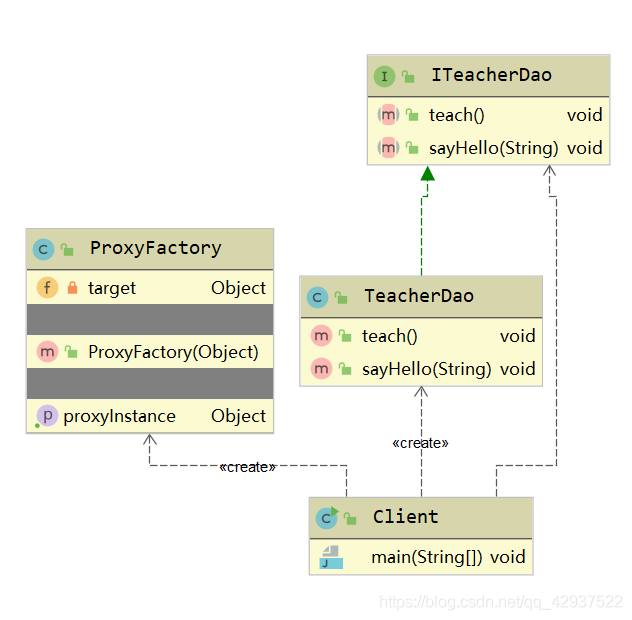 I ITeacherDao
m teach() void
m sayHello(String) void
C ProxyFactory
f target Object
m ProxyFactory(Object)
p proxyInstance Object
C TeacherDao
m teach() void
m sayHello(String) void
«create»
«create»
C Client
J main(String[]) void
https://blog.csdn.net/qq_42937522